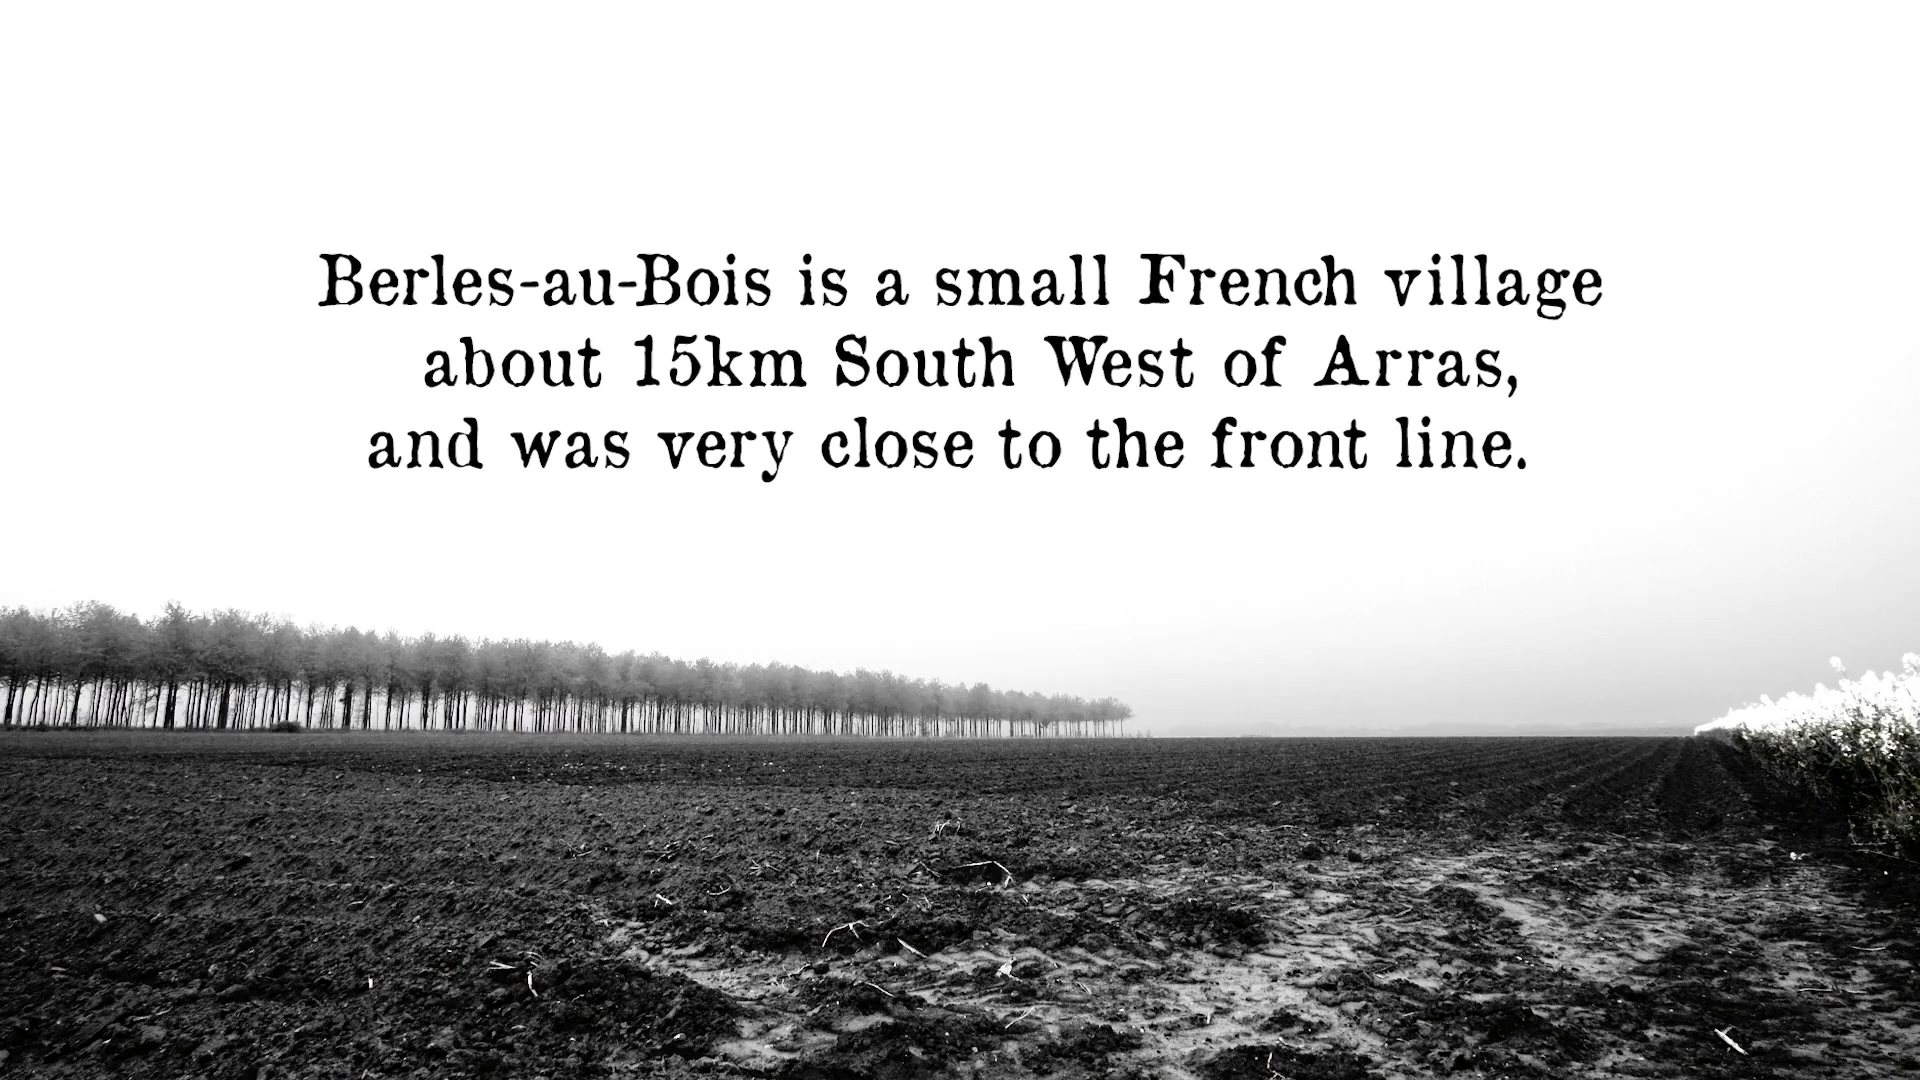 Berles-au-Bois is a small French village
about 15km South West of Arras,
and was very close to the front line.